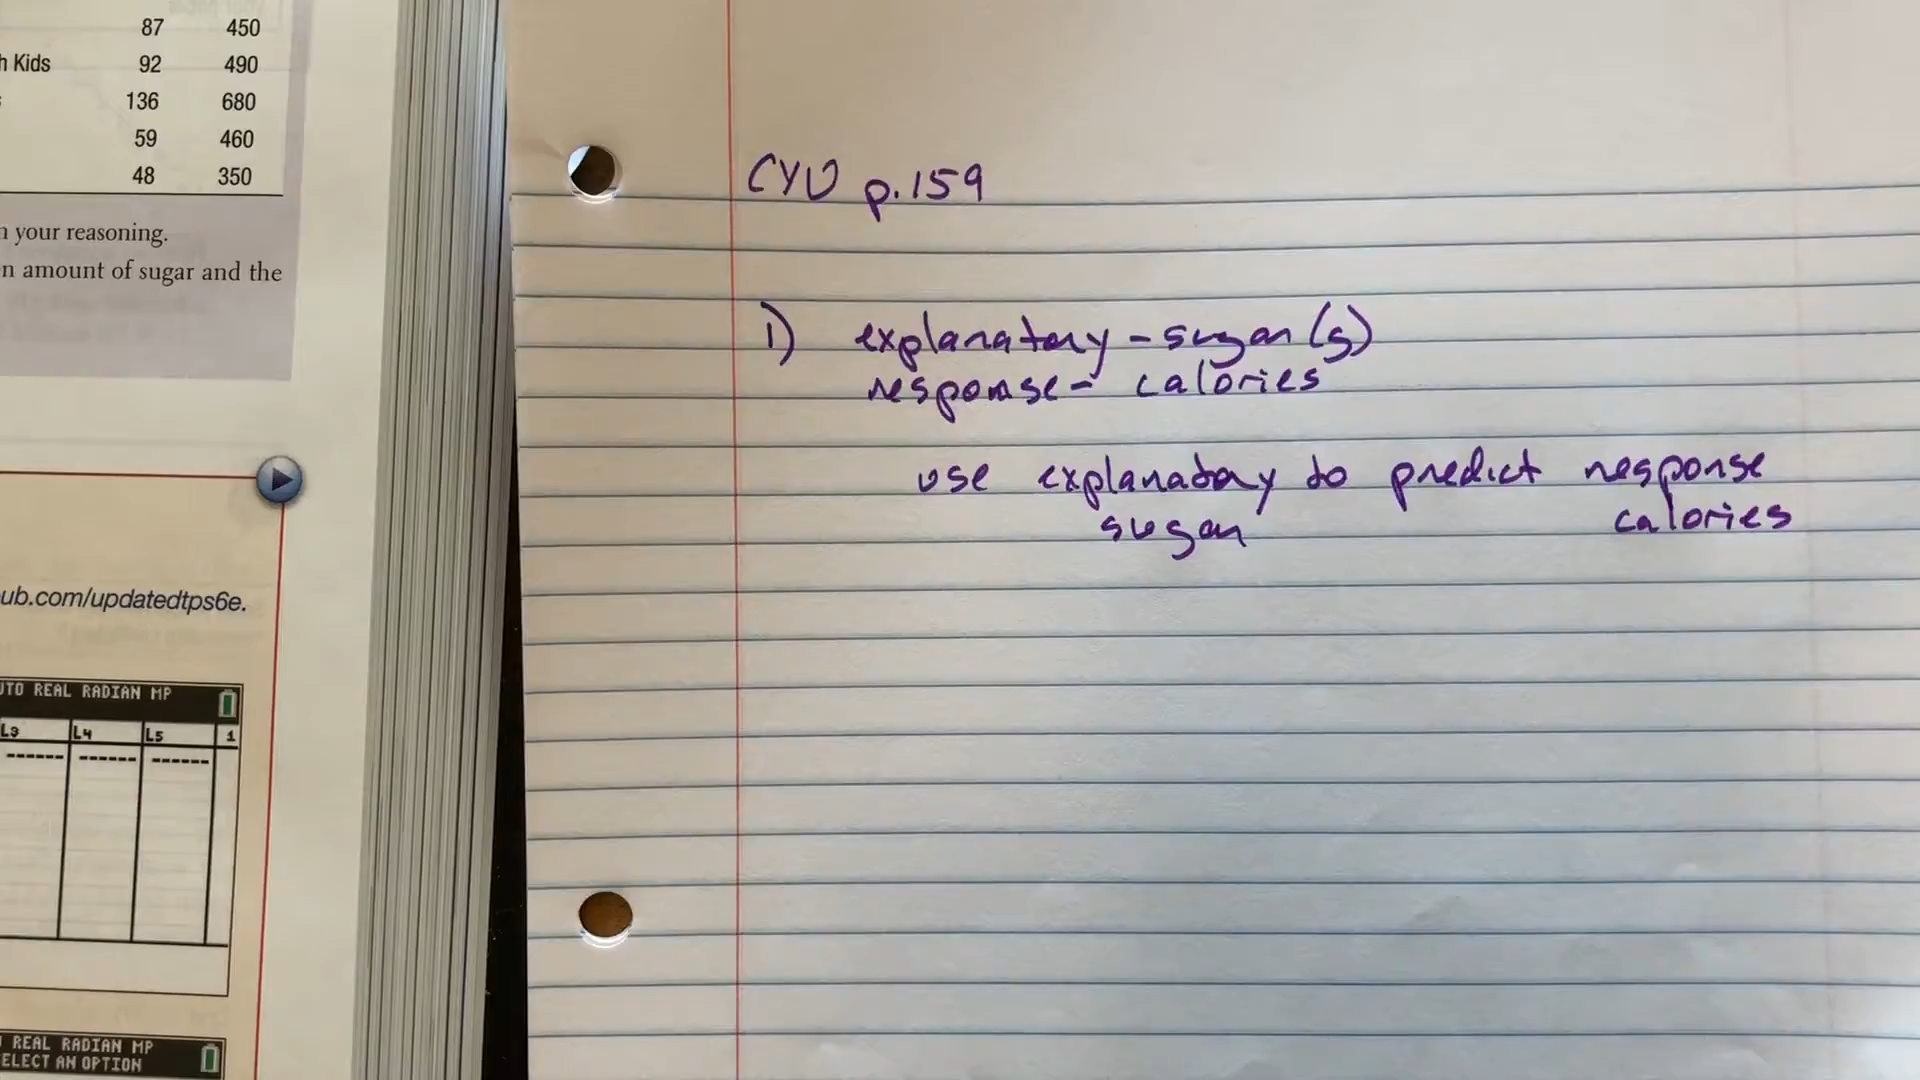 87 450
h Kids 92 490
136 680
59 460
48 350
your reasoning.
n amount of sugar and the
ub.com/updatedtps6e.
UTO REAL RADIAN MP
L3 L4 L5 1
------ ------ ------
REAL RADIAN MP
ELECT AN OPTION
CYU p.159
1) explanatory - sugar (g)
response - calories
use explanatory to predict response
sugar calories